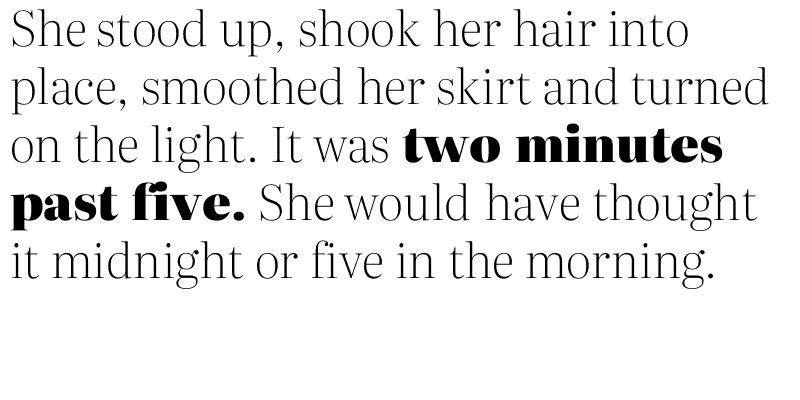 She stood up, shook her hair into
place, smoothed her skirt and turned
on the light. It was two minutes
past five. She would have thought
it midnight or five in the morning.